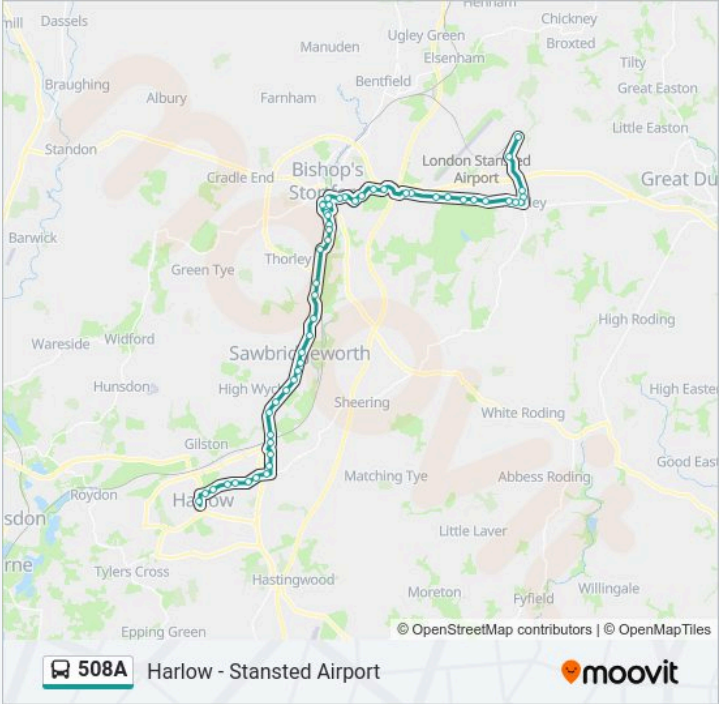 Henham
Dassels
Chickney
Ugley Green
Broxted
Manuden
Elsenham
Tilty
Bentfield
Braughing
Great Easton
Albury
Farnham
Little Easton
Standon
London Stansted
Airport
Bishop's
Cradle End
Great Du
Barwick
Thorley
Green Tye
High Roding
Wareside
Widford
Sawbridgeworth
Hunsdon
High Wyc
High Easter
Sheering
White Roding
Gilston
Good East
Matching Tye
Abbess Roding
Roydon
Harlow
sdon
Little Laver
rne
Tylers Cross
Hastingwood
Moreton
Willingale
Fyfield
Epping Green
© OpenStreetMap contributors | © OpenMapTiles
508A
Harlow - Stansted Airport
moovit